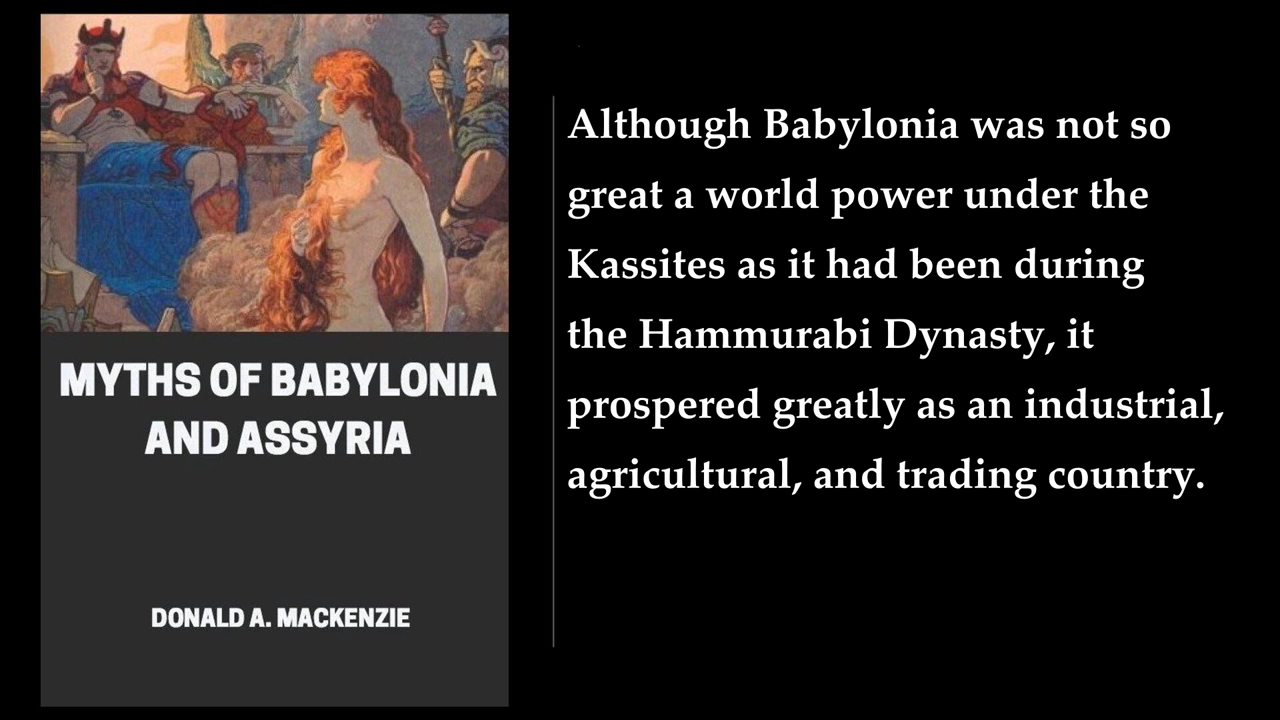 MYTHS OF BABYLONIA
AND ASSYRIA
DONALD A. MACKENZIE
Although Babylonia was not so
great a world power under the
Kassites as it had been during
the Hammurabi Dynasty, it
prospered greatly as an industrial,
agricultural, and trading country.